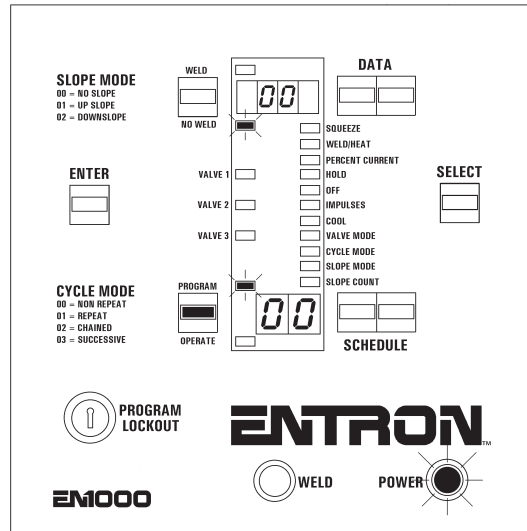 SLOPE MODE
00 = NO SLOPE
01 = UP SLOPE
02 = DOWNSLOPE
WELD
NO WELD
00
DATA
SQUEEZE
WELD/HEAT
PERCENT CURRENT
HOLD
OFF
IMPULSES
COOL
VALVE MODE
CYCLE MODE
SLOPE MODE
SLOPE COUNT
ENTER
VALVE 1
VALVE 2
VALVE 3
SELECT
CYCLE MODE
00 = NON REPEAT
01 = REPEAT
02 = CHAINED
03 = SUCCESSIVE
PROGRAM
OPERATE
00
SCHEDULE
PROGRAM
LOCKOUT
ENTRON™
EN1000
WELD
POWER